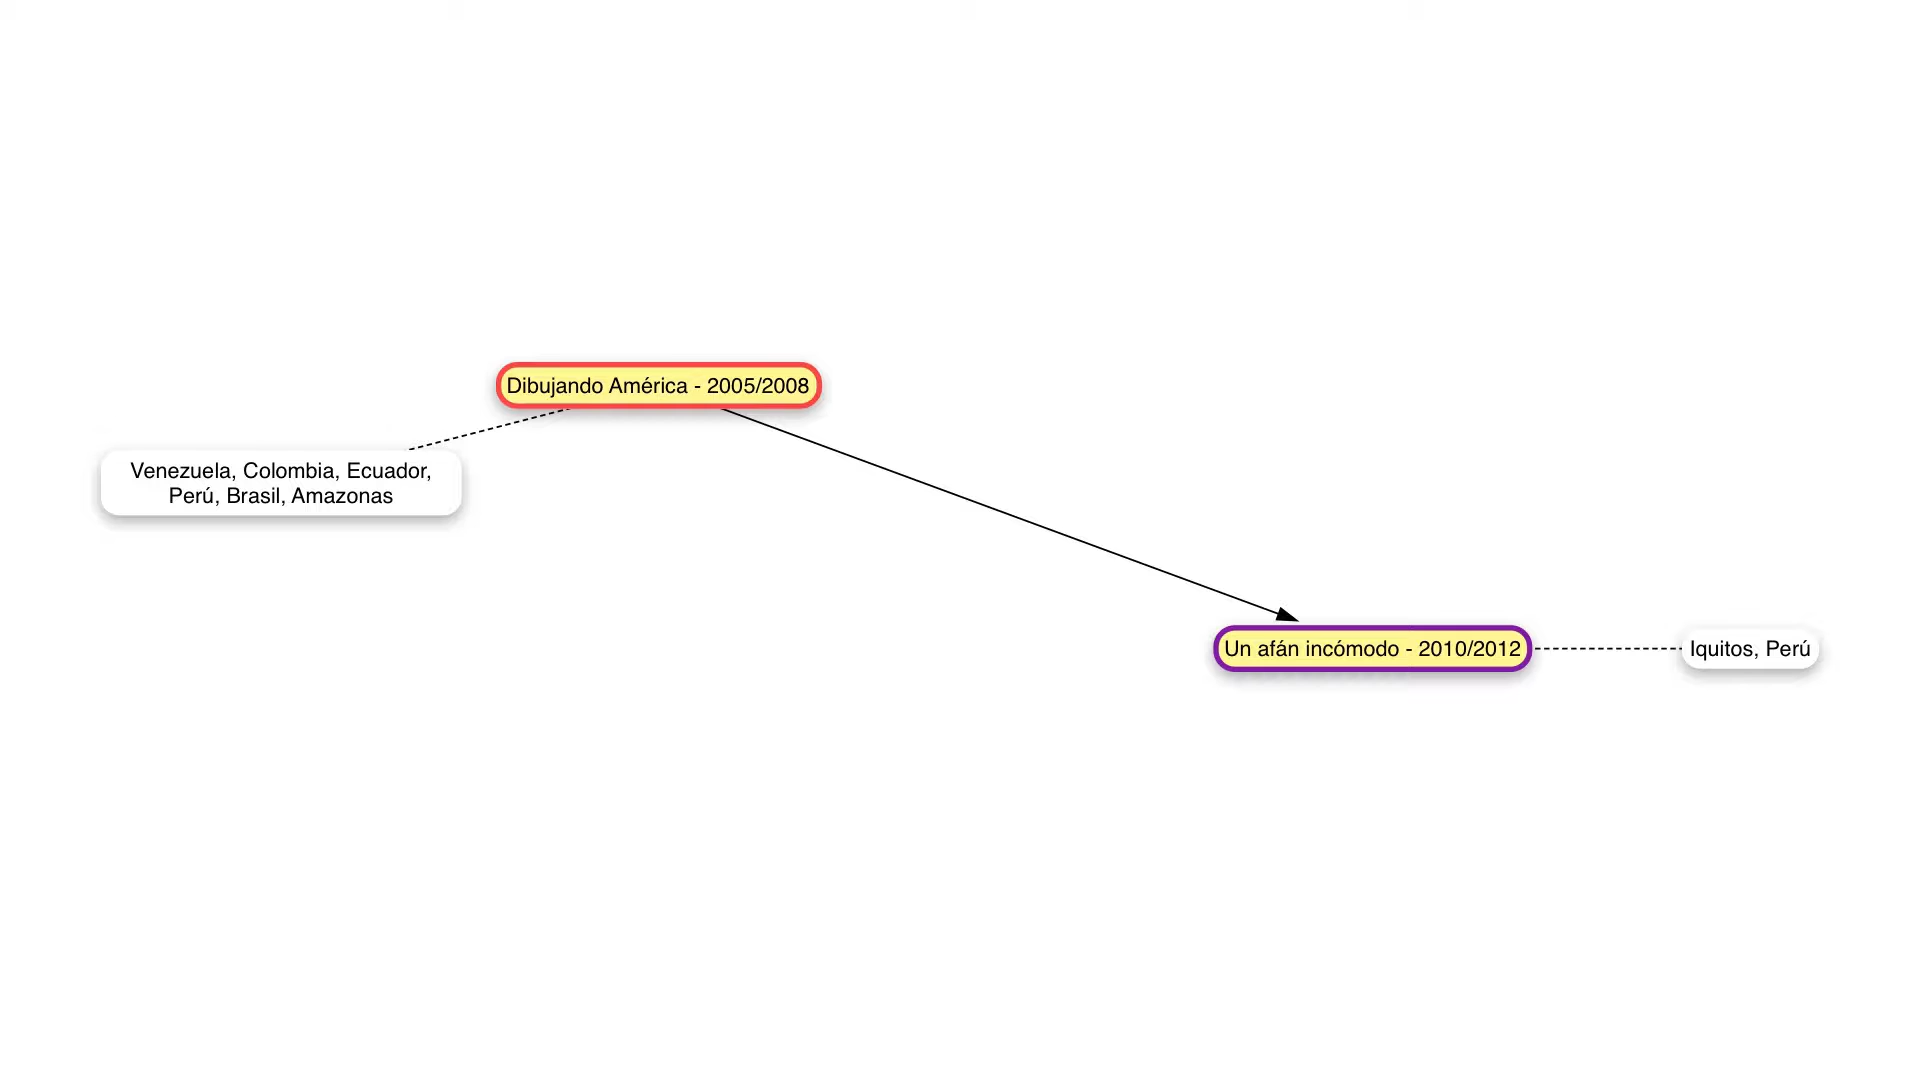 Dibujando América - 2005/2008
Venezuela, Colombia, Ecuador,
Perú, Brasil, Amazonas
Un afán incómodo - 2010/2012
Iquitos, Perú